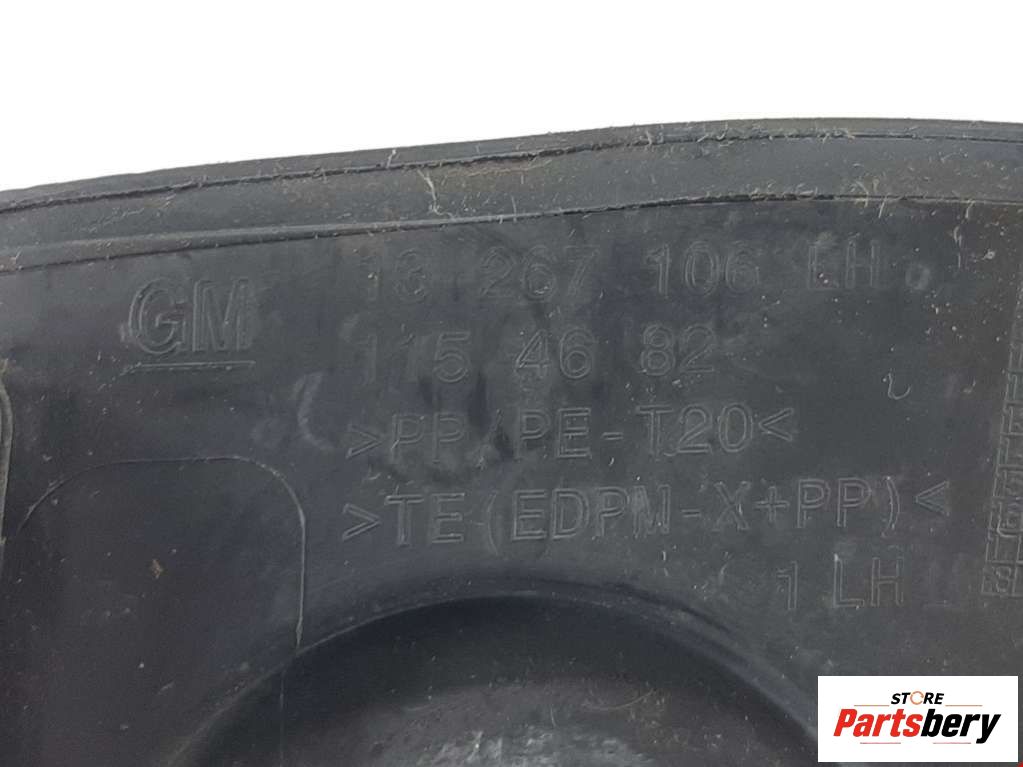 GM
13 267 106 LH
115 46 82
>PP/PE-T20<
>TE(EDPM-X+PP)<
1 LH
STORE
Partsbery